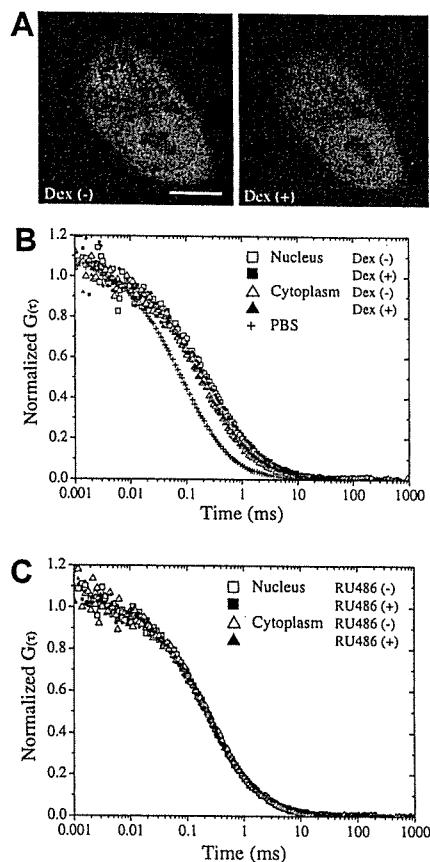 A
Dex (-)
Dex (+)
B
Normalized G(τ)
1.2
1.0
0.8
0.6
0.4
0.2
0.0
Nucleus Dex (-)
Dex (+)
Cytoplasm Dex (-)
Dex (+)
PBS
0.001 0.01 0.1 1 10 100 1000
Time (ms)
C
Normalized G(τ)
1.2
1.0
0.8
0.6
0.4
0.2
0.0
Nucleus RU486 (-)
RU486 (+)
Cytoplasm RU486 (-)
RU486 (+)
0.001 0.01 0.1 1 10 100 1000
Time (ms)